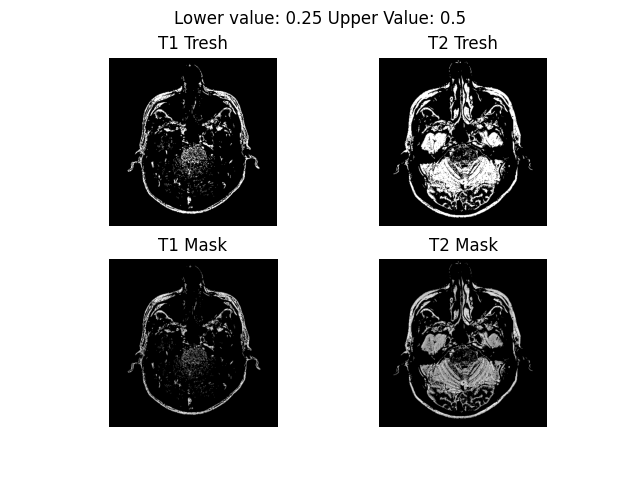 Lower value: 0.25 Upper Value: 0.5
T1 Tresh
T2 Tresh
T1 Mask
T2 Mask